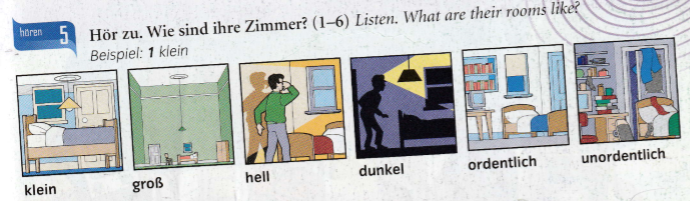 hören 5 Hör zu. Wie sind ihre Zimmer? (1–6) Listen. What are their rooms like?
Beispiel: 1 klein
klein groß hell dunkel ordentlich unordentlich